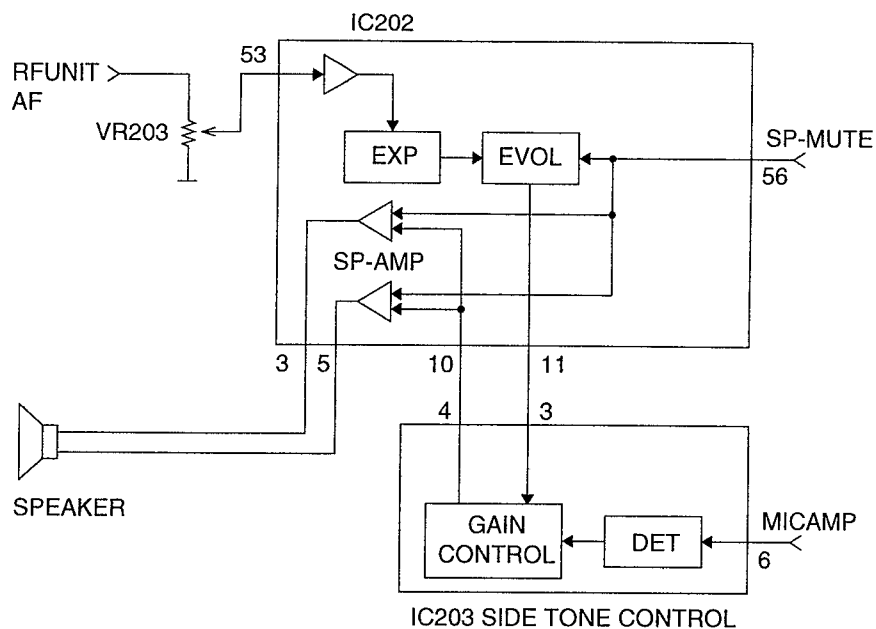 IC202
53
RFUNIT
AF
VR203
EXP
EVOL
SP-MUTE
56
SP-AMP
3
5
10
11
4
3
SPEAKER
GAIN
CONTROL
DET
MICAMP
6
IC203 SIDE TONE CONTROL